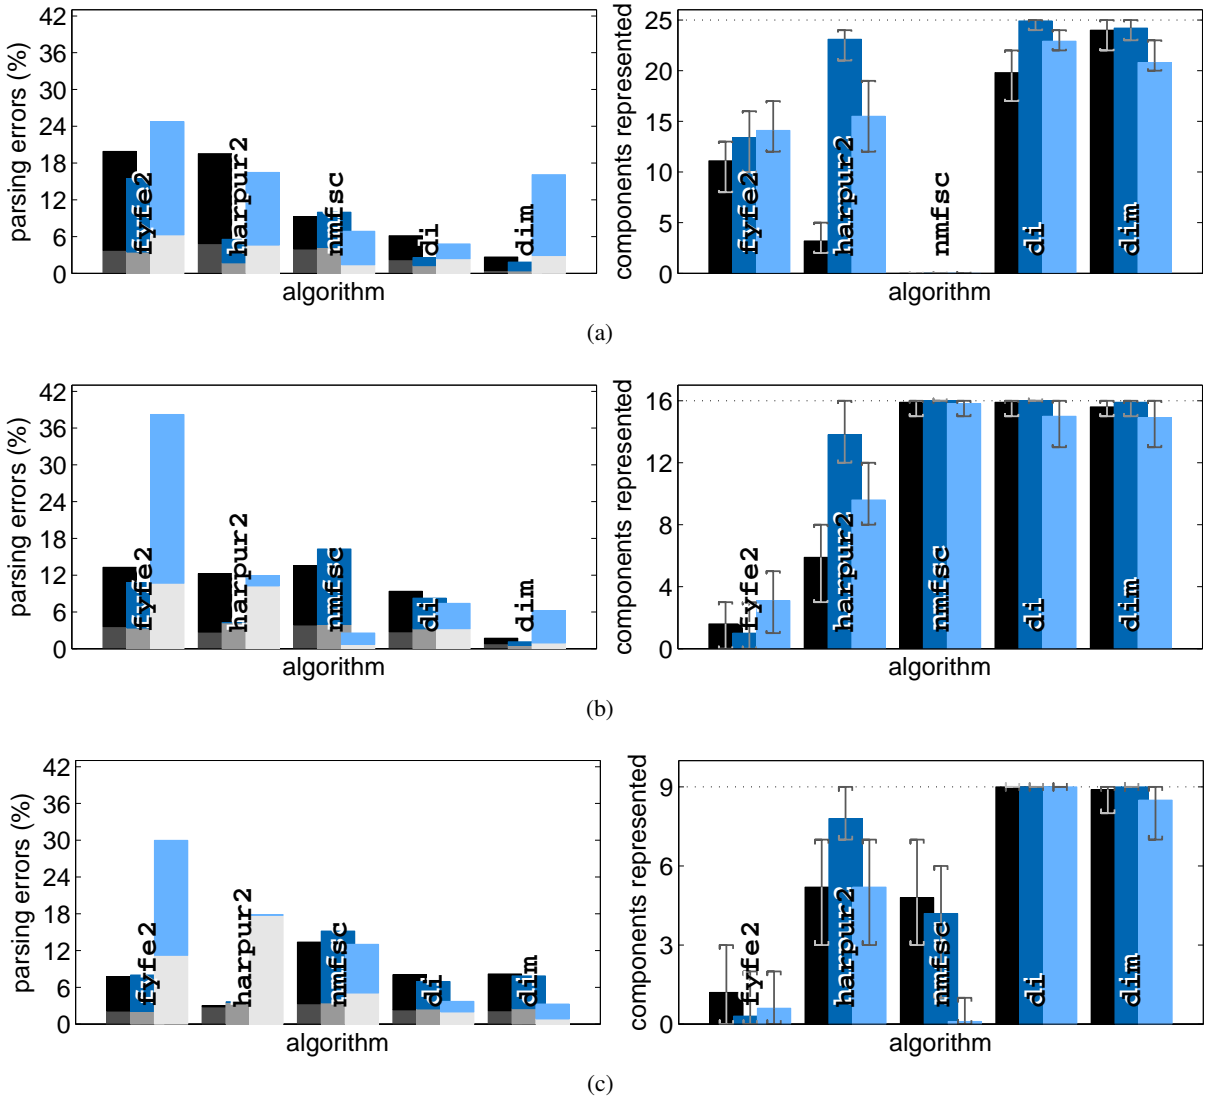 42
36
30
24
18
12
6
0
parsing errors (%)
fyfe2
harpur2
nmfsc
di
dim
algorithm
25
20
15
10
5
0
components represented
fyfe2
harpur2
nmfsc
di
dim
algorithm
(a)
42
36
30
24
18
12
6
0
parsing errors (%)
fyfe2
harpur2
nmfsc
di
dim
algorithm
16
12
8
4
0
components represented
fyfe2
harpur2
nmfsc
di
dim
algorithm
(b)
42
36
30
24
18
12
6
0
parsing errors (%)
fyfe2
harpur2
nmfsc
di
dim
algorithm
9
6
3
0
components represented
fyfe2
harpur2
nmfsc
di
dim
algorithm
(c)